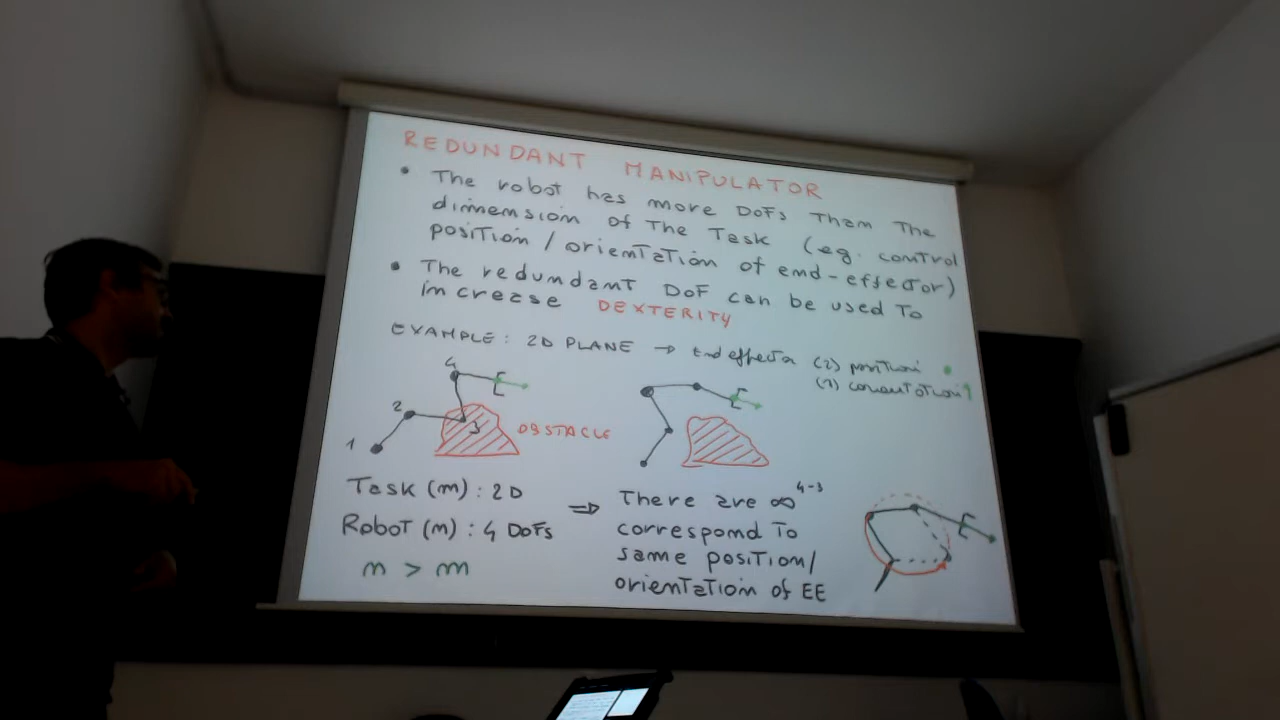 REDUNDANT MANIPULATOR
• The robot has more DoFs Than The
dimension of The Task (eg. control
position / orientation of end-effector)
• The redundant DoF can be used To
increase DEXTERITY
EXAMPLE: 2D PLANE → End effector (2) position
(1) orientation
4
2
1
3
OBSTACLE
Task (m): 2D
Robot (n): 4 DoFs
n > m
⇒ There are ∞⁴⁻³
correspond To
same position/
orientation of EE